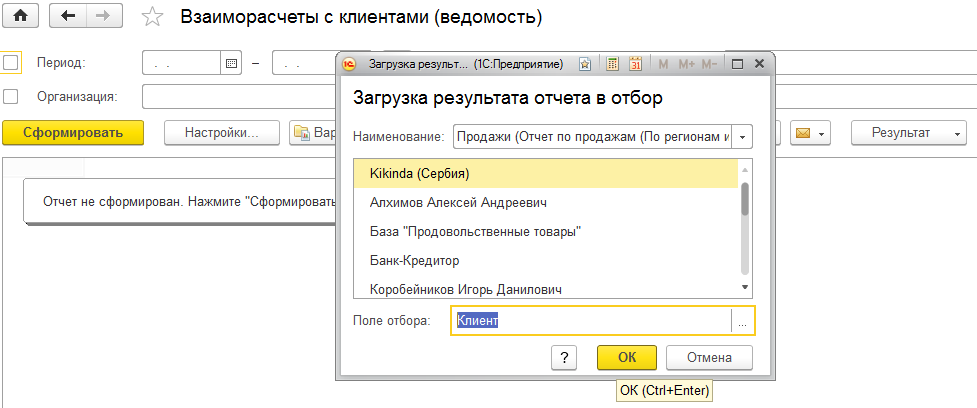 Взаиморасчеты с клиентами (ведомость)
Период: . . – . .
Загрузка результ... (1С:Предприятие) 31 M M+ M-
Организация:
Загрузка результата отчета в отбор
Сформировать Настройки... Вар Результат
Наименование: Продажи (Отчет по продажам (По регионам и
Kikinda (Сербия)
Отчет не сформирован. Нажмите "Сформировать
Алхимов Алексей Андреевич
База "Продовольственные товары"
Банк-Кредитор
Коробейников Игорь Данилович
Поле отбора: Клиент ...
? ОК Отмена
ОК (Ctrl+Enter)